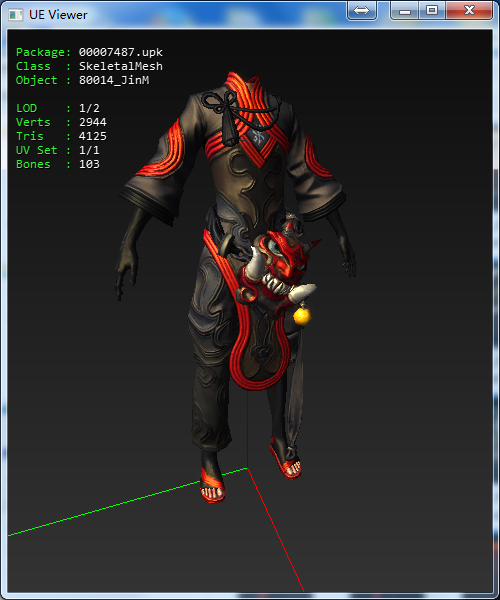 UE Viewer
Package: 00007487.upk
Class : SkeletalMesh
Object : 80014_JinM
LOD : 1/2
Verts : 2944
Tris : 4125
UV Set : 1/1
Bones : 103